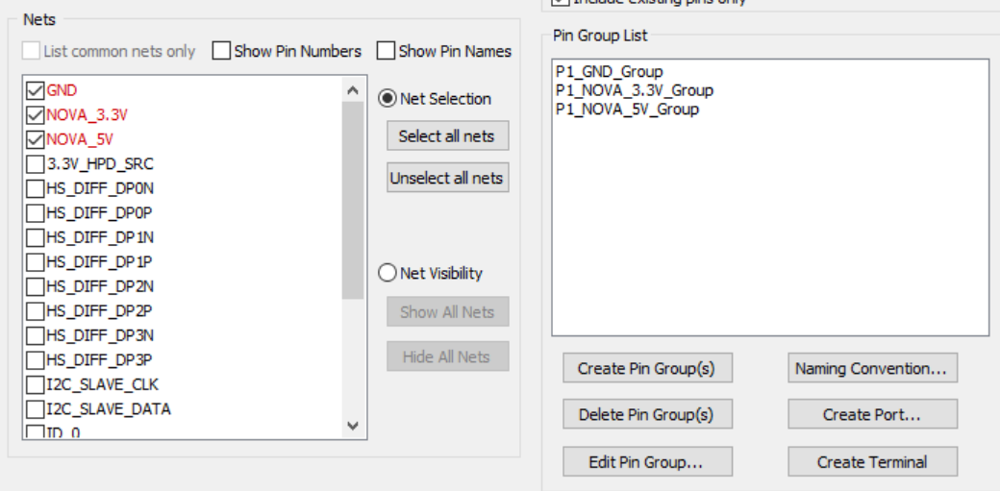 Include existing pins only
Nets
List common nets only Show Pin Numbers Show Pin Names
GND
NOVA_3.3V
NOVA_5V
3.3V_HPD_SRC
HS_DIFF_DP0N
HS_DIFF_DP0P
HS_DIFF_DP1N
HS_DIFF_DP1P
HS_DIFF_DP2N
HS_DIFF_DP2P
HS_DIFF_DP3N
HS_DIFF_DP3P
I2C_SLAVE_CLK
I2C_SLAVE_DATA
ID_0
Net Selection
Select all nets
Unselect all nets
Net Visibility
Show All Nets
Hide All Nets
Pin Group List
P1_GND_Group
P1_NOVA_3.3V_Group
P1_NOVA_5V_Group
Create Pin Group(s) Naming Convention...
Delete Pin Group(s) Create Port...
Edit Pin Group... Create Terminal